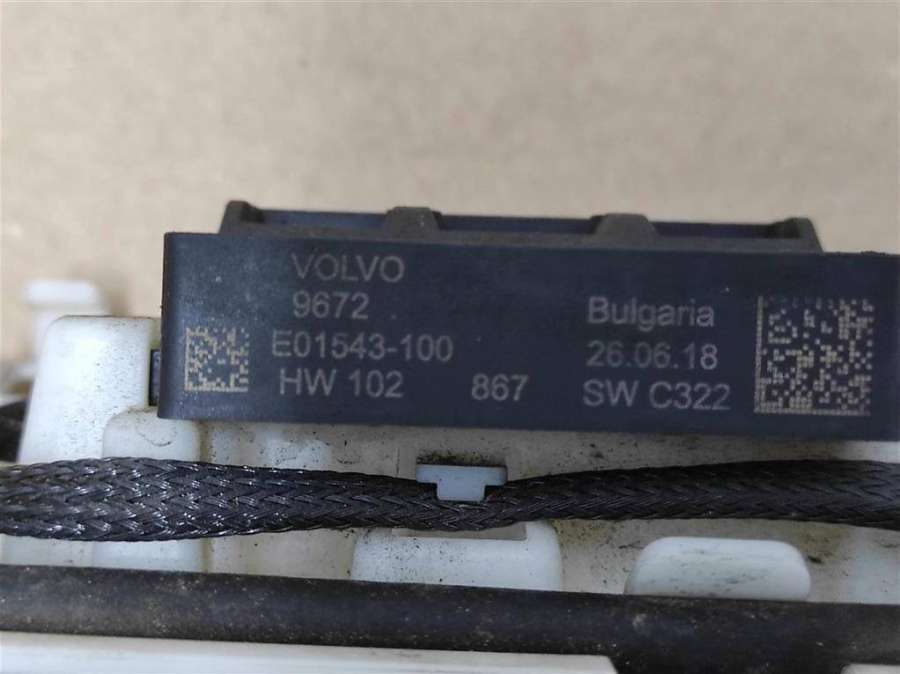 VOLVO
9672
Bulgaria
E01543-100
26.06.18
HW 102
867
SW C322